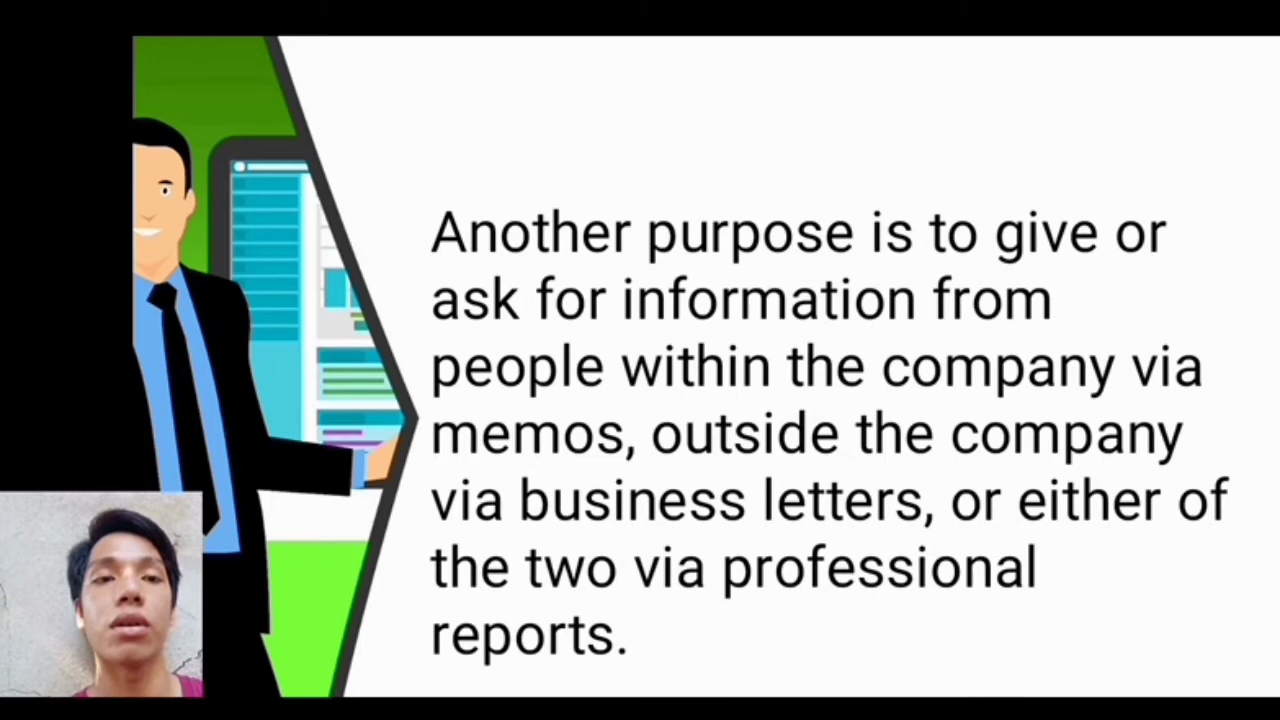 Another purpose is to give or
ask for information from
people within the company via
memos, outside the company
via business letters, or either of
the two via professional
reports.